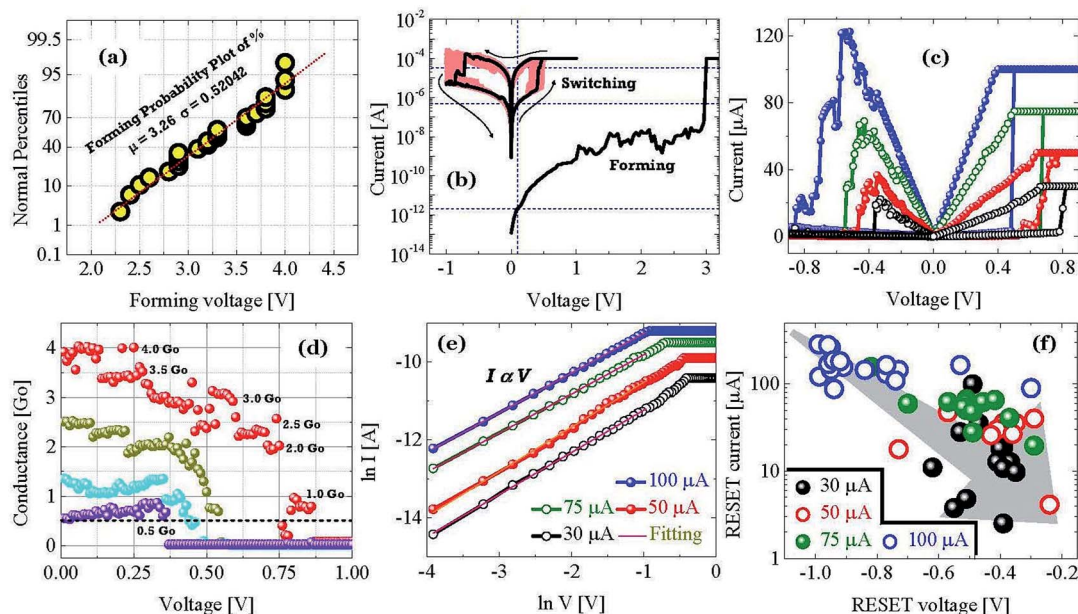 (a)
Forming Probability Plot of %
μ = 3.26 σ = 0.52042
Normal Percentiles
99.5
95
70
40
10
1
0.1
2.0 2.5 3.0 3.5 4.0 4.5
Forming voltage [V]
(b)
Switching
Forming
Current [A]
10⁻²
10⁻⁴
10⁻⁶
10⁻⁸
10⁻¹⁰
10⁻¹²
10⁻¹⁴
-1 0 1 2 3
Voltage [V]
(c)
Current [μA]
120
80
40
0
-0.8 -0.4 0.0 0.4 0.8
Voltage [V]
(d)
Conductance [Go]
4
3
2
1
0
4.0 Go
3.5 Go
3.0 Go
2.5 Go
2.0 Go
1.0 Go
0.5 Go
0.00 0.25 0.50 0.75 1.00
Voltage [V]
(e)
I α V
ln I [A]
-10
-12
-14
100 μA
75 μA 50 μA
30 μA Fitting
-4 -3 -2 -1 0
ln V [V]
(f)
RESET current [μA]
100
10
1
30 μA
50 μA
75 μA 100 μA
-1.0 -0.8 -0.6 -0.4 -0.2
RESET voltage [V]